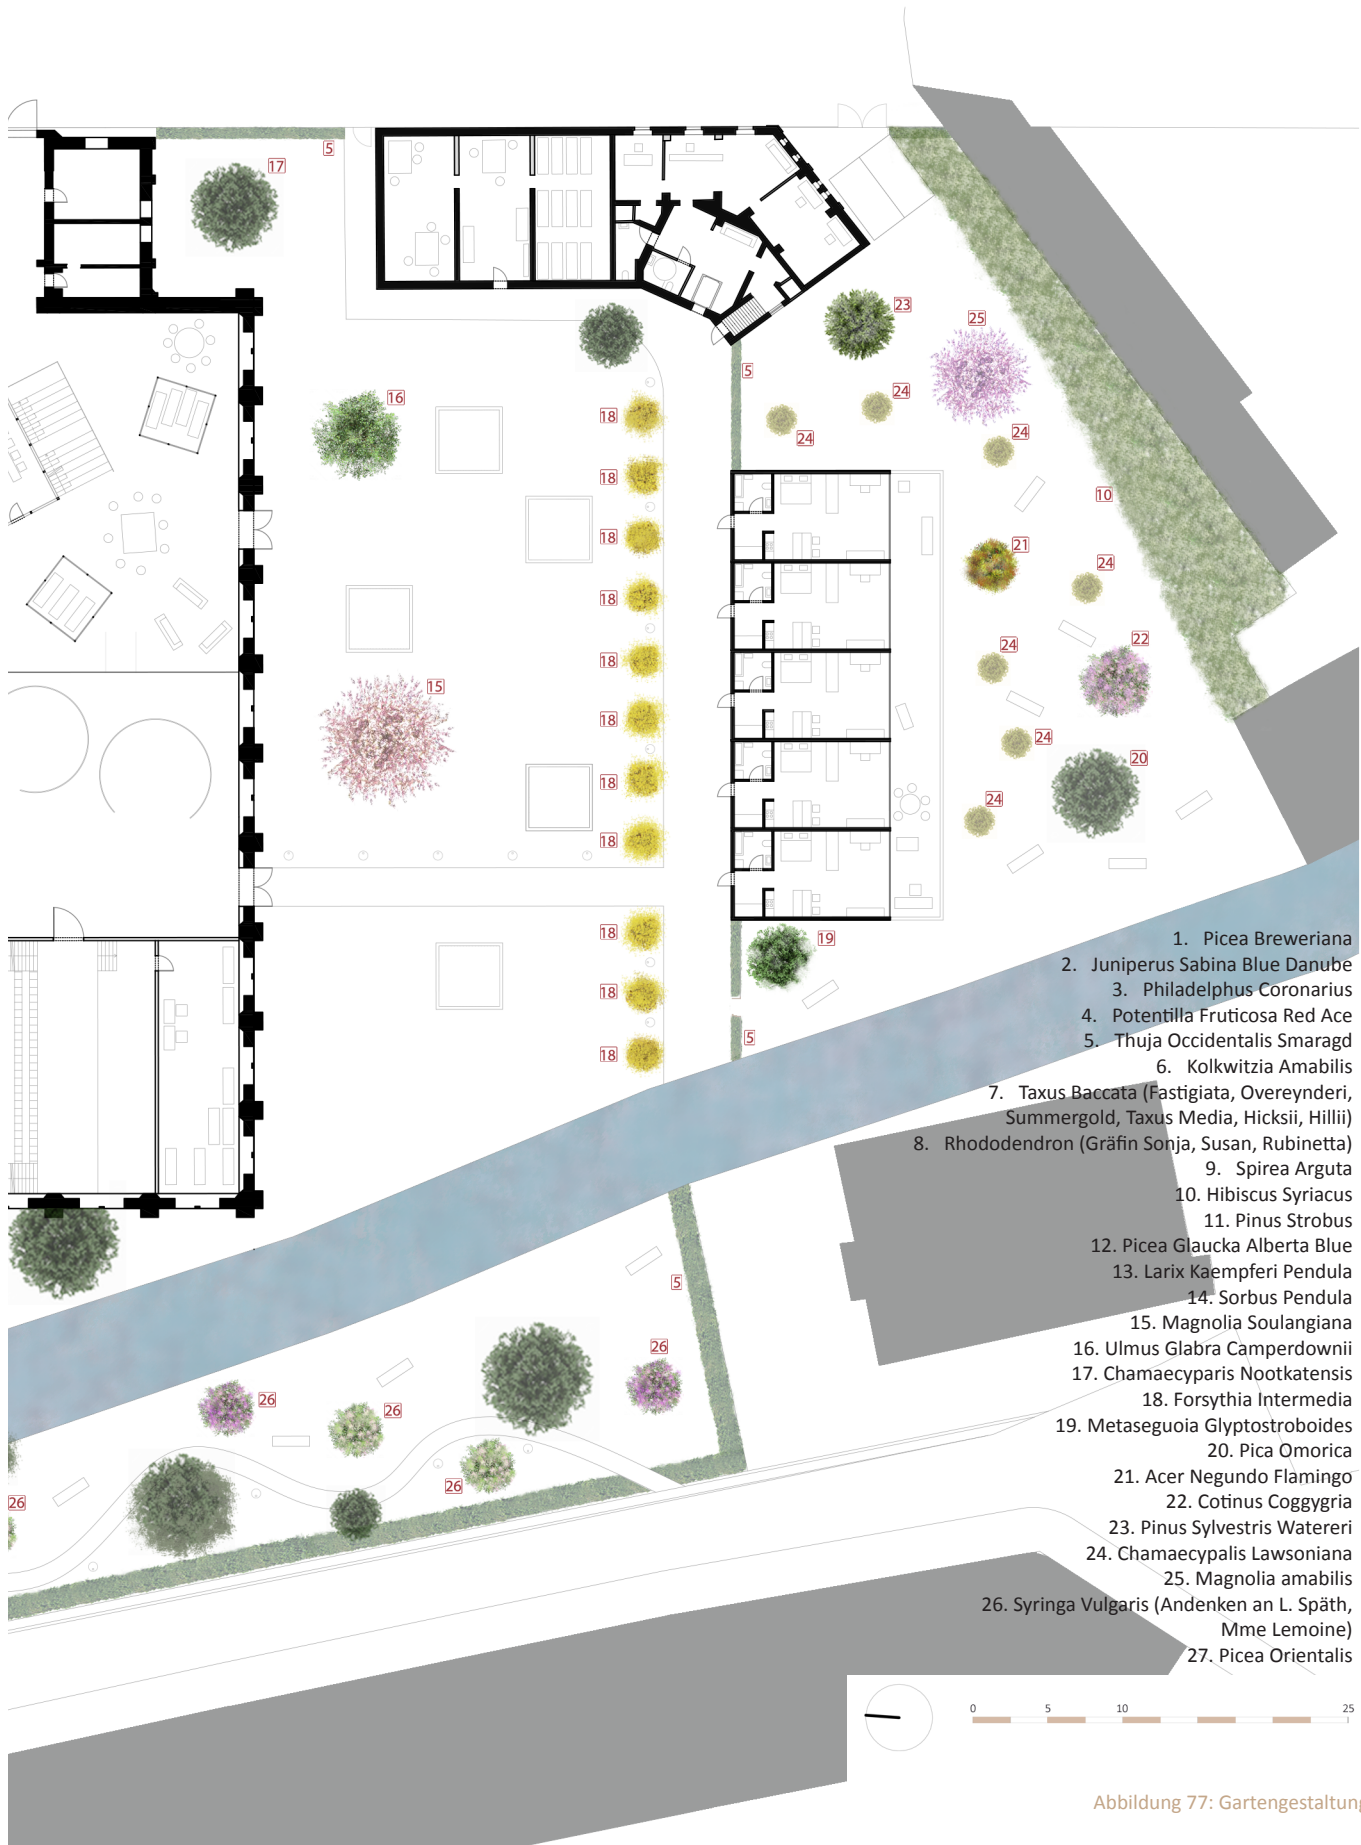 5
17
23
25
5
16
24
18
24
24
18
10
18
21
24
18
22
24
18
15
18
24
20
18
24
18
18
19
18
18
5
1. Picea Breweriana
2. Juniperus Sabina Blue Danube
3. Philadelphus Coronarius
4. Potentilla Fruticosa Red Ace
5. Thuja Occidentalis Smaragd
6. Kolkwitzia Amabilis
7. Taxus Baccata (Fastigiata, Overeynderi,
Summergold, Taxus Media, Hicksii, Hillii)
8. Rhododendron (Gräfin Sonja, Susan, Rubinetta)
9. Spirea Arguta
10. Hibiscus Syriacus
11. Pinus Strobus
12. Picea Glaucka Alberta Blue
13. Larix Kaempferi Pendula
14. Sorbus Pendula
15. Magnolia Soulangiana
16. Ulmus Glabra Camperdownii
17. Chamaecyparis Nootkatensis
18. Forsythia Intermedia
19. Metaseguoia Glyptostroboides
20. Pica Omorica
21. Acer Negundo Flamingo
22. Cotinus Coggygria
23. Pinus Sylvestris Watereri
24. Chamaecypalis Lawsoniana
25. Magnolia amabilis
26. Syringa Vulgaris (Andenken an L. Späth,
Mme Lemoine)
27. Picea Orientalis
5
26
26
26
26
26
0 5 10 25
Abbildung 77: Gartengestaltung